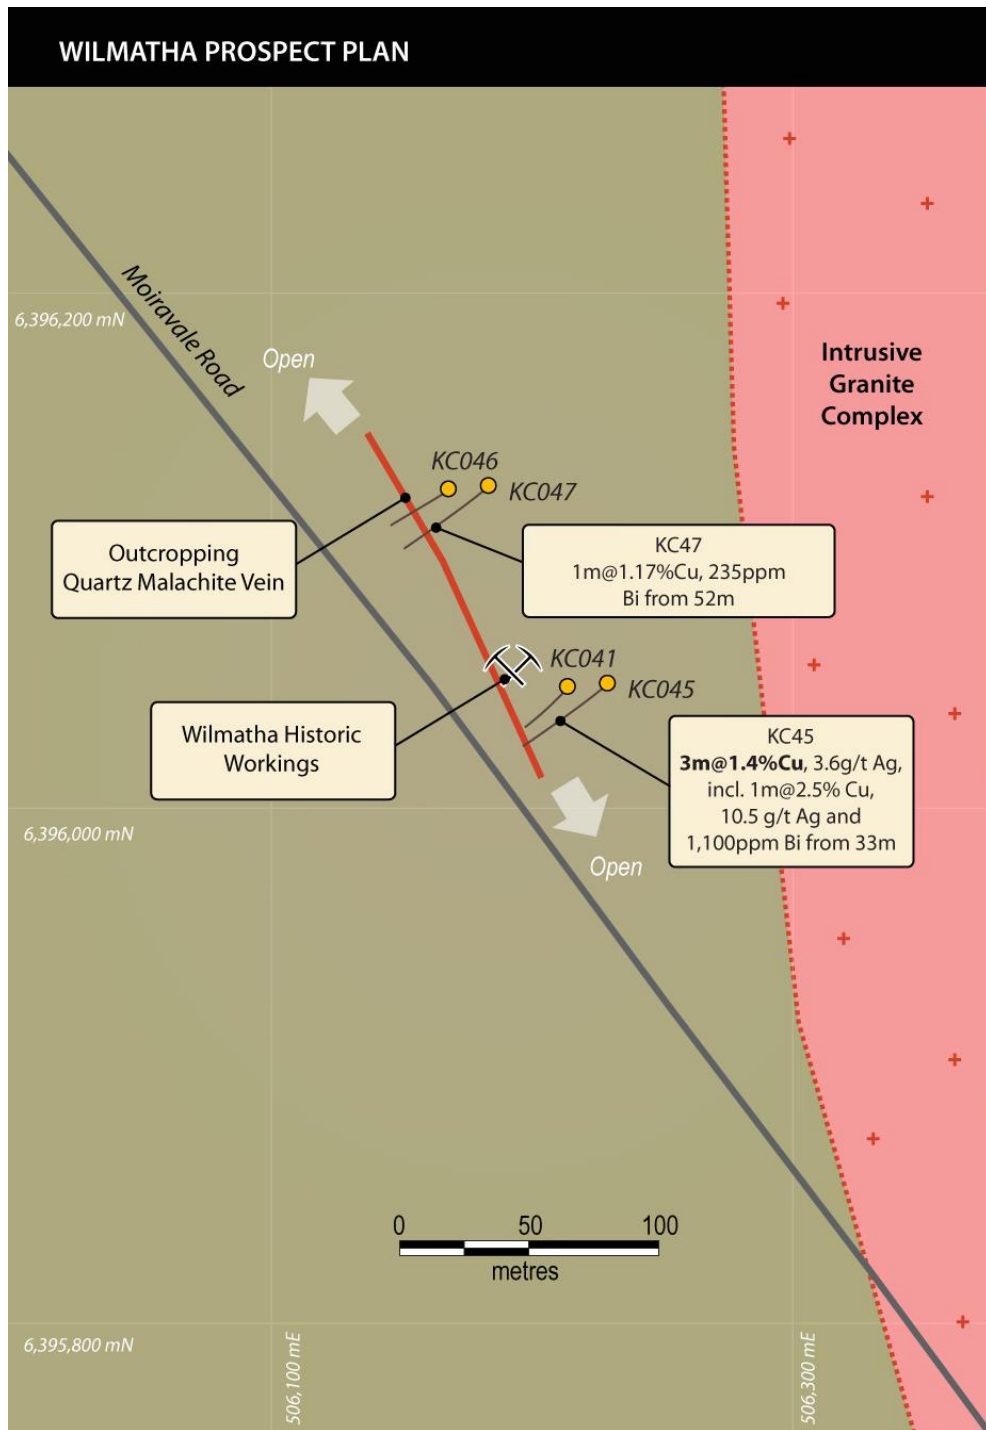 WILMATHA PROSPECT PLAN
Moiravale Road
6,396,200 mN
Open
Intrusive
Granite
Complex
KC046
KC047
Outcropping
Quartz Malachite Vein
KC47
1m@1.17%Cu, 235ppm
Bi from 52m
KC041
KC045
Wilmatha Historic
Workings
KC45
3m@1.4%Cu, 3.6g/t Ag,
incl. 1m@2.5% Cu,
10.5 g/t Ag and
1,100ppm Bi from 33m
6,396,000 mN
Open
0 50 100
metres
6,395,800 mN
506,100 mE
506,300 mE